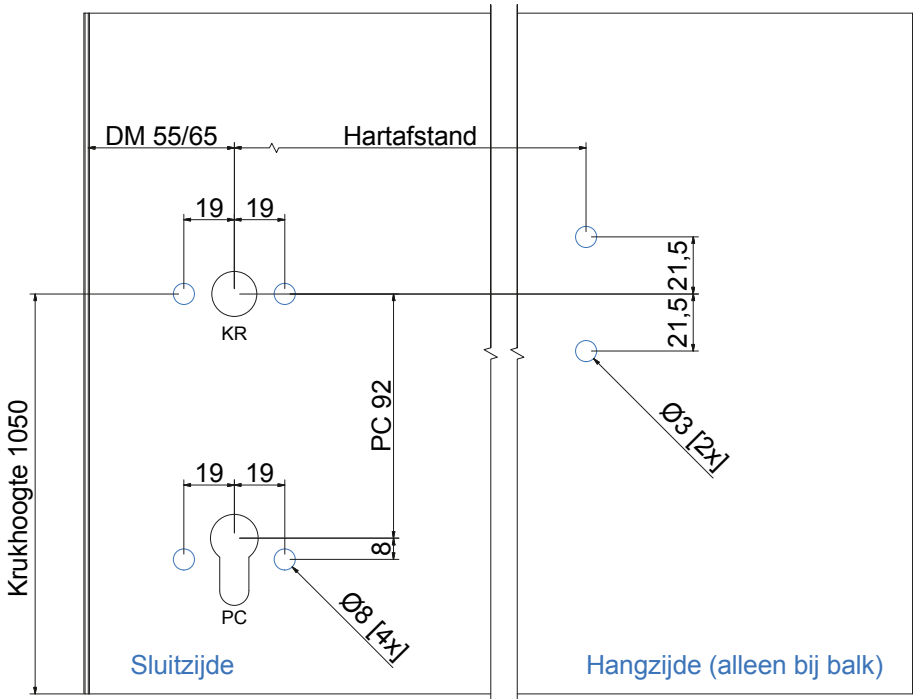 DM 55/65
Hartafstand
19
19
21,5
21,5
KR
Krukhoogte 1050
PC 92
Ø3 [2x]
19
19
8
PC
Ø8 [4x]
Sluitzijde
Hangzijde (alleen bij balk)